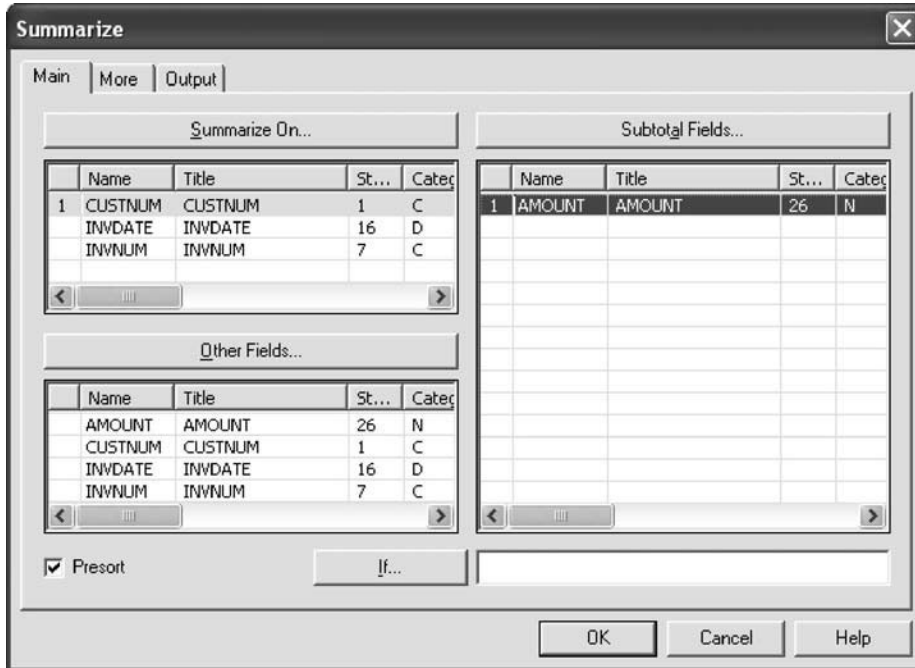 Summarize
Main More Output
Summarize On...
Name Title St... Categ
1 CUSTNUM CUSTNUM 1 C
INVDATE INVDATE 16 D
INVNUM INVNUM 7 C
Other Fields...
Name Title St... Categ
AMOUNT AMOUNT 26 N
CUSTNUM CUSTNUM 1 C
INVDATE INVDATE 16 D
INVNUM INVNUM 7 C
Subtotal Fields...
Name Title St... Categ
1 AMOUNT AMOUNT 26 N
Presort If...
OK Cancel Help